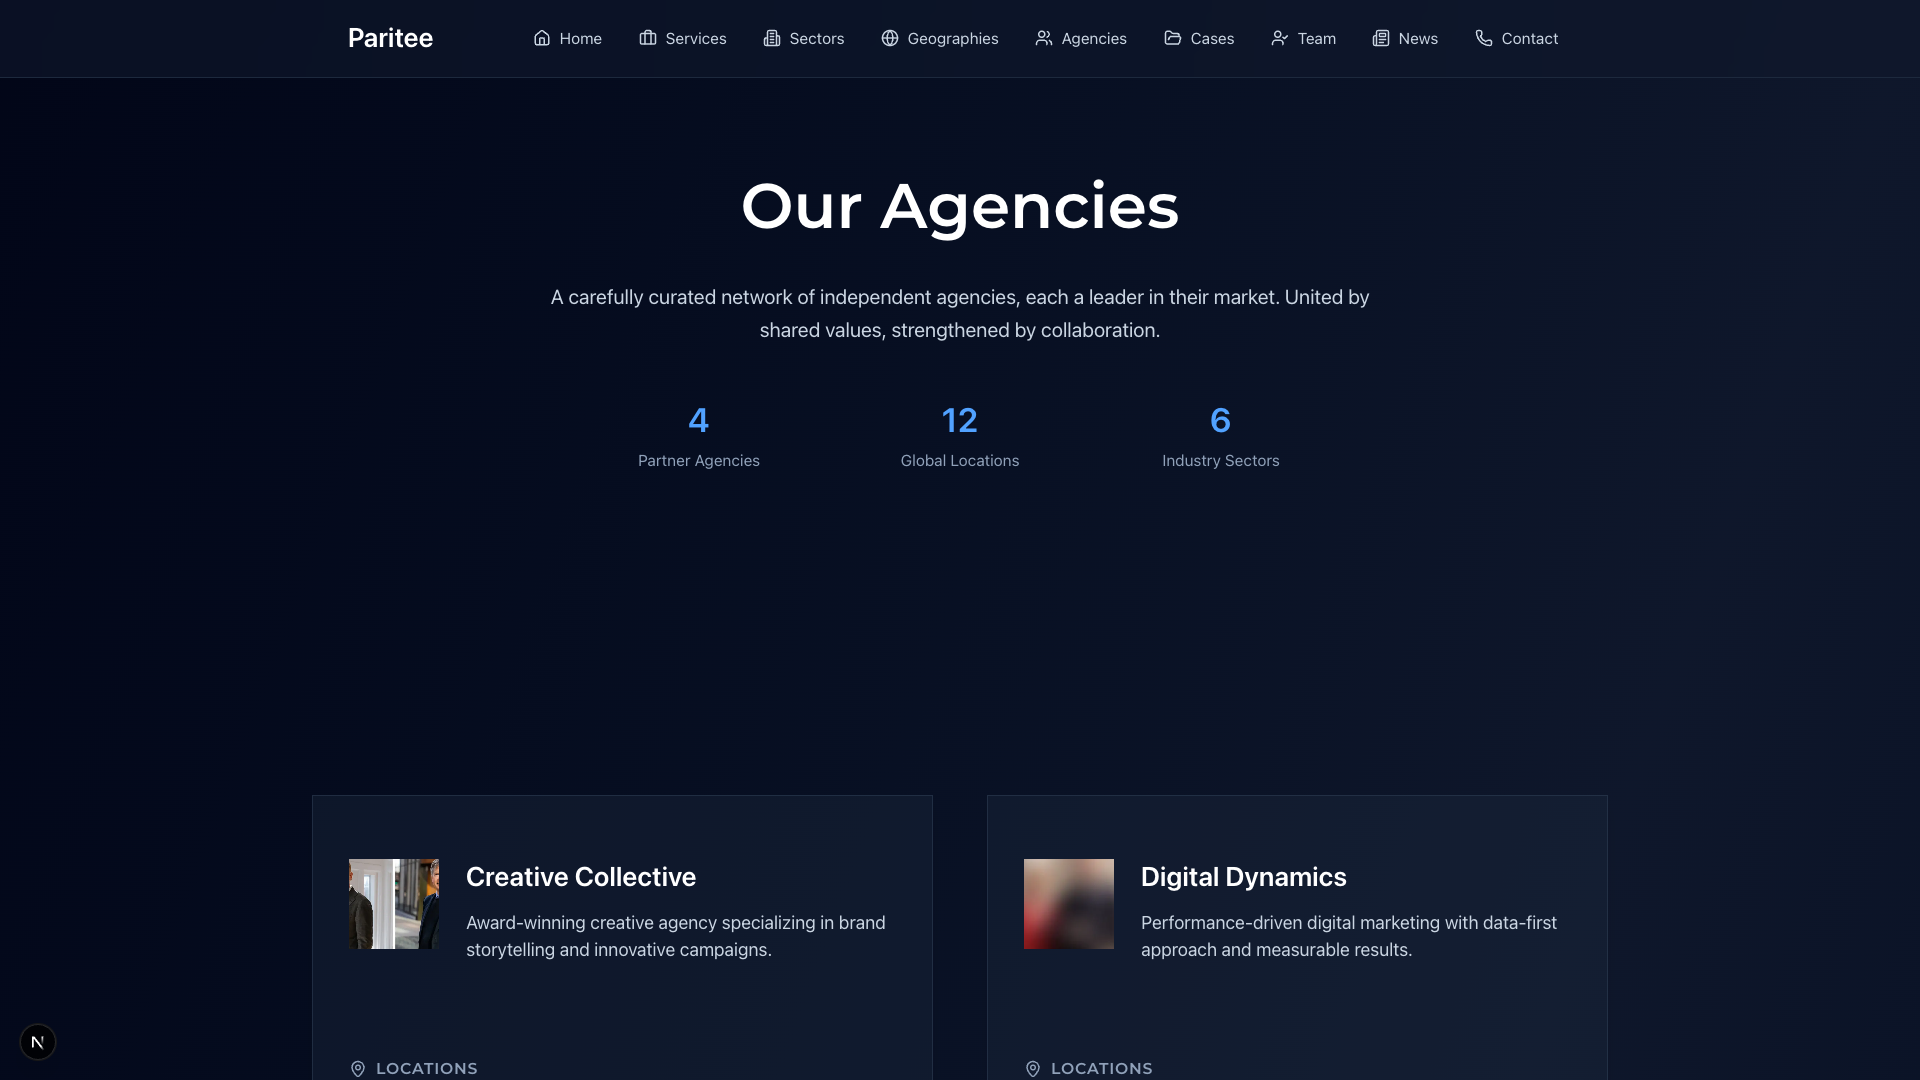 Paritee
Home
Services
Sectors
Geographies
Agencies
Cases
Team
News
Contact
Our Agencies
A carefully curated network of independent agencies, each a leader in their market. United by
shared values, strengthened by collaboration.
4
Partner Agencies
12
Global Locations
6
Industry Sectors
Creative Collective
Award-winning creative agency specializing in brand
storytelling and innovative campaigns.
LOCATIONS
Digital Dynamics
Performance-driven digital marketing with data-first
approach and measurable results.
LOCATIONS
N